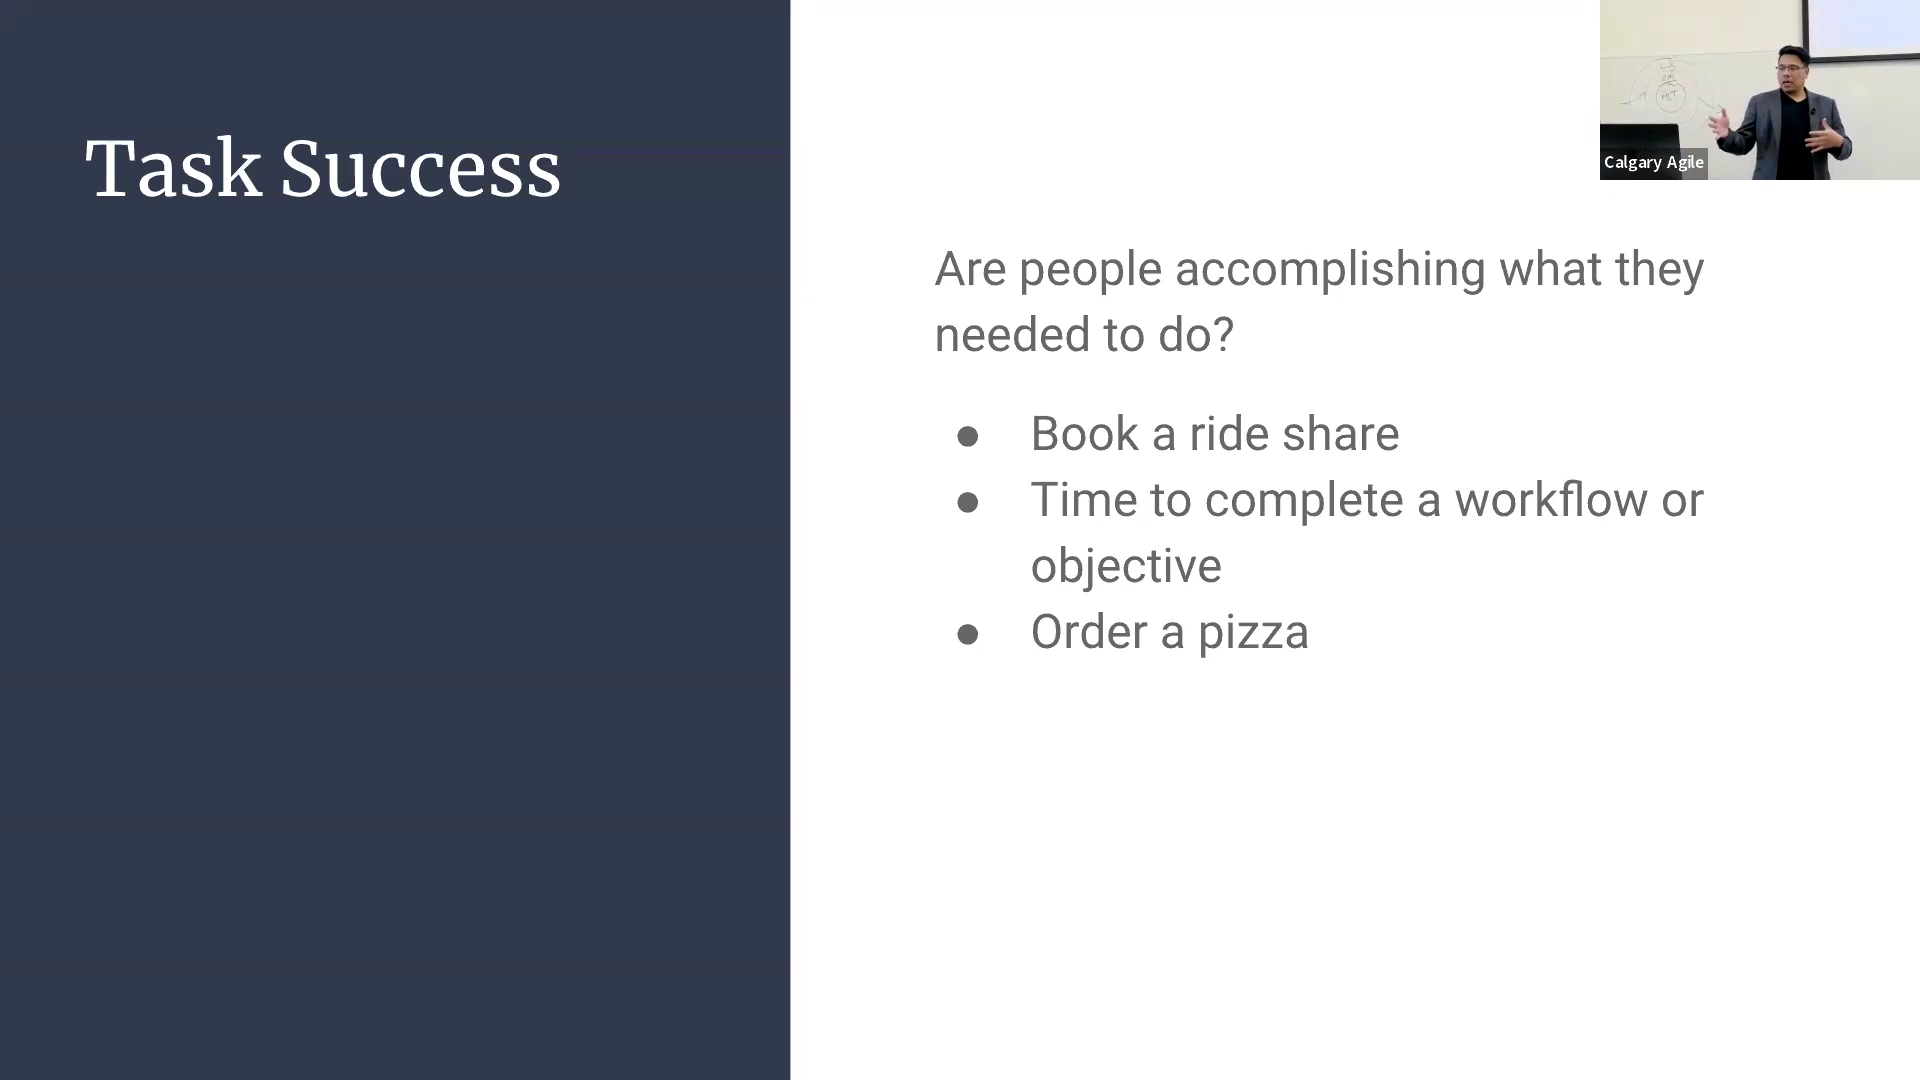 Task Success
Calgary Agile
Are people accomplishing what they
needed to do?
● Book a ride share
● Time to complete a workflow or
objective
● Order a pizza